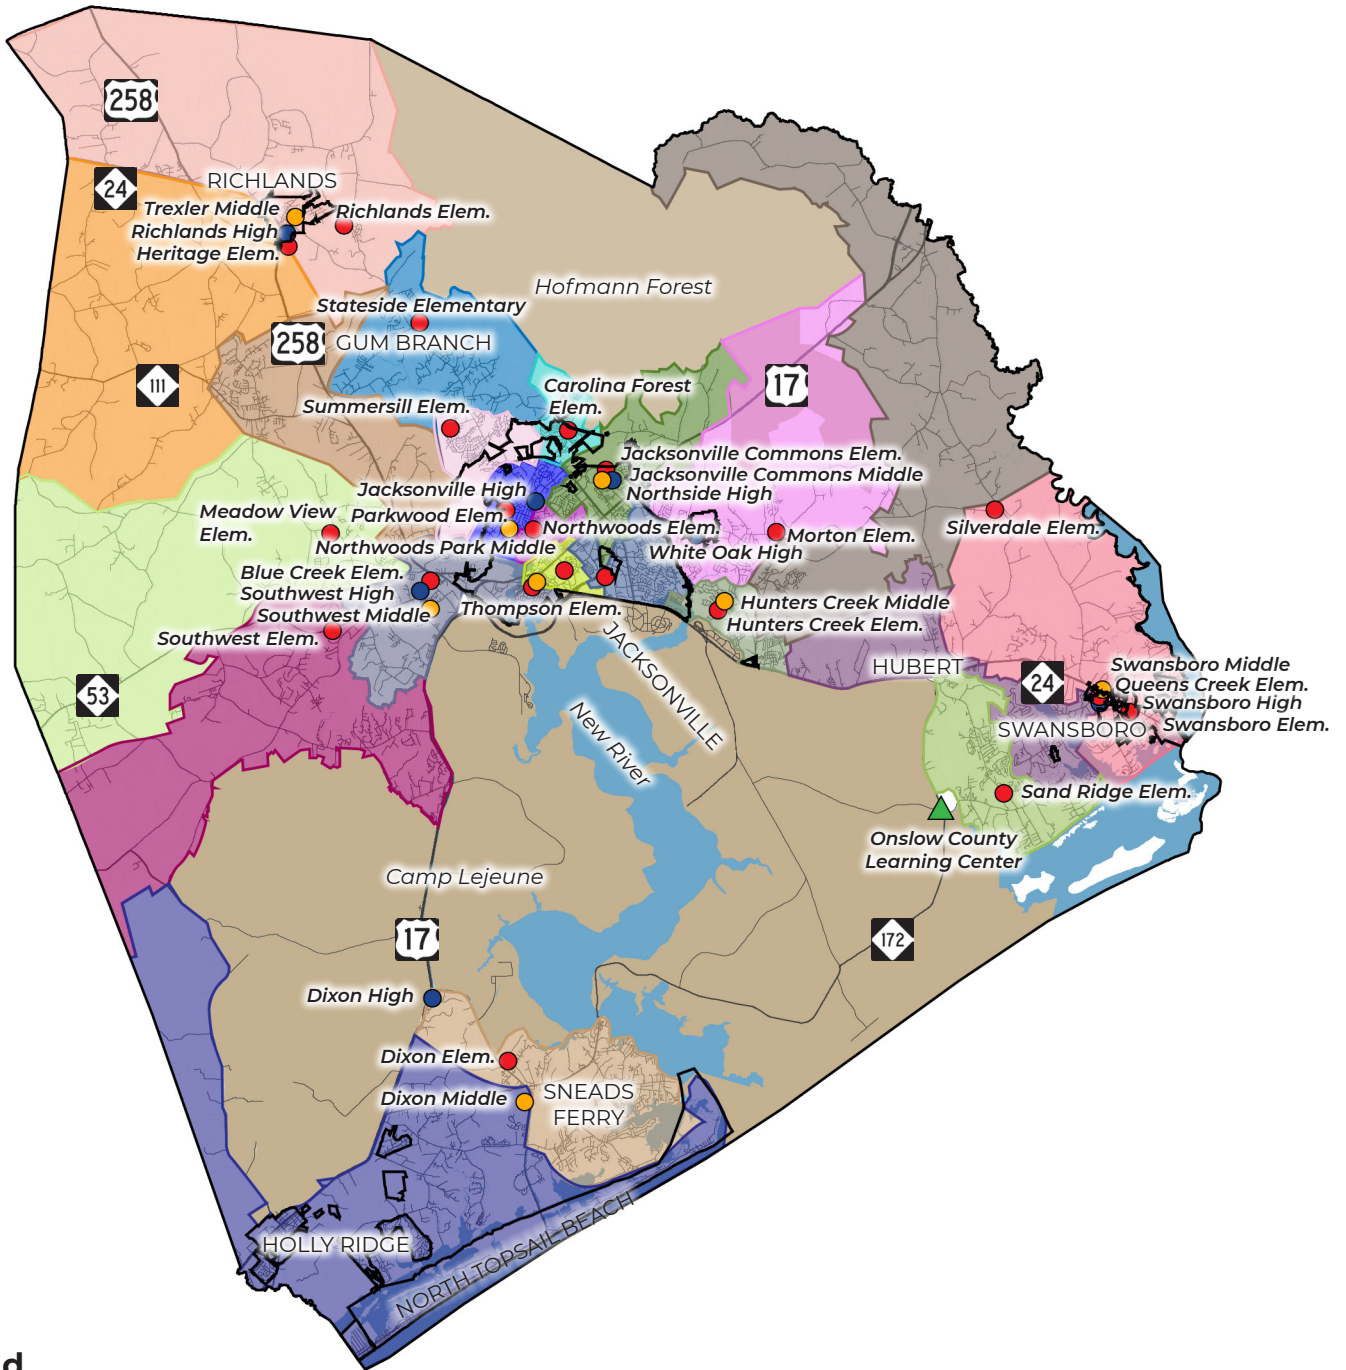 258
24
RICHLANDS
Trexler Middle
Richlands High
Heritage Elem.
Richlands Elem.
Hofmann Forest
Stateside Elementary
258
GUM BRANCH
111
17
Carolina Forest
Elem.
Summersill Elem.
Jacksonville Commons Elem.
Jacksonville Commons Middle
Northside High
Jacksonville High
Parkwood Elem.
Meadow View
Elem.
Northwoods Elem.
Northwoods Park Middle
White Oak High
Morton Elem.
Silverdale Elem.
Blue Creek Elem.
Southwest High
Southwest Middle
Southwest Elem.
Thompson Elem.
Hunters Creek Middle
Hunters Creek Elem.
JACKSONVILLE
HUBERT
53
24
Swansboro Middle
Queens Creek Elem.
Swansboro High
Swansboro Elem.
SWANSBORO
New River
Sand Ridge Elem.
Onslow County
Learning Center
Camp Lejeune
17
172
Dixon High
Dixon Elem.
Dixon Middle
SNEADS
FERRY
HOLLY RIDGE
NORTH TOPSAIL BEACH
d